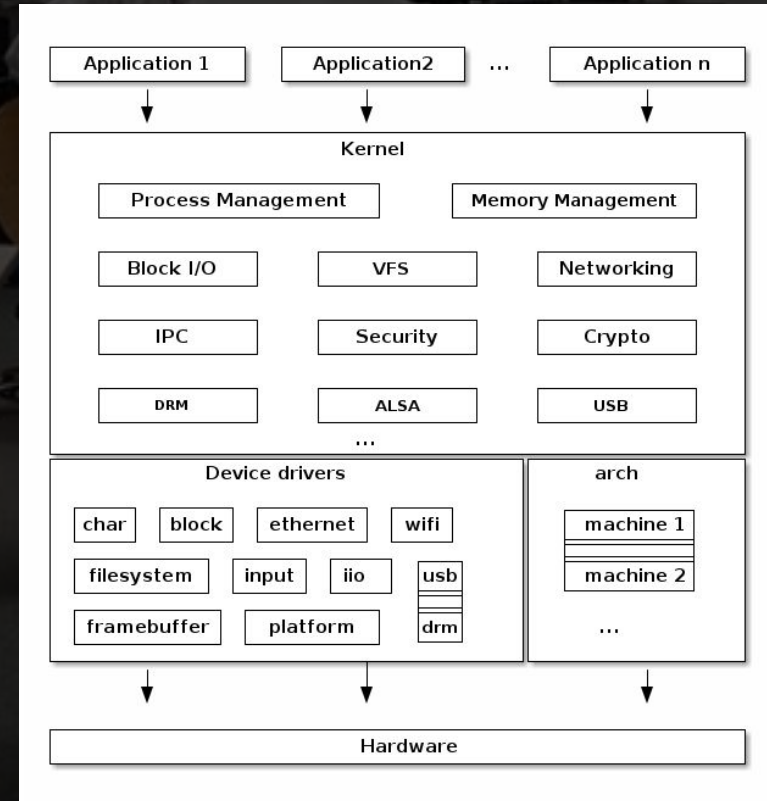 Application 1 Application2 ... Application n
Kernel
Process Management Memory Management
Block I/O VFS Networking
IPC Security Crypto
DRM ALSA USB
...
Device drivers arch
char block ethernet wifi machine 1
filesystem input iio usb machine 2
framebuffer platform drm ...
Hardware